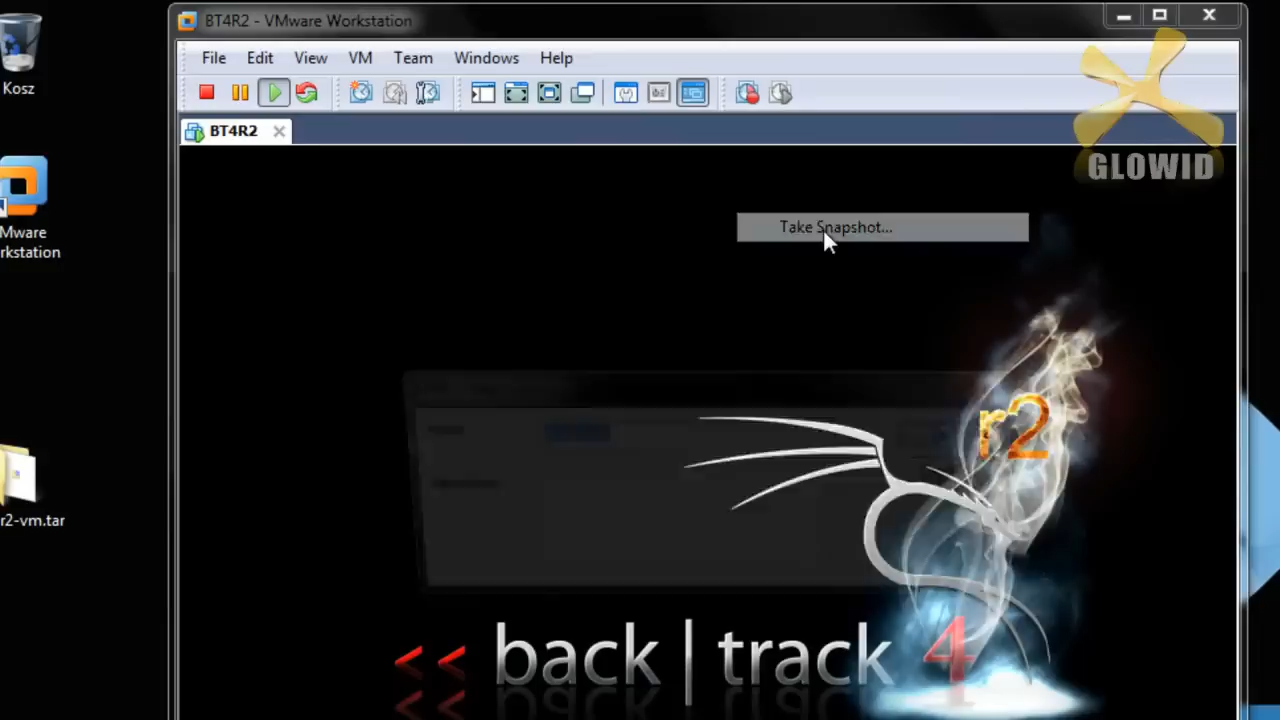 BT4R2 - VMware Workstation
File Edit View VM Team Windows Help
BT4R2
GLOWID
Kosz
Take Snapshot...
Mware
rkstation
r2
r2-vm.tar
<< back | track 4